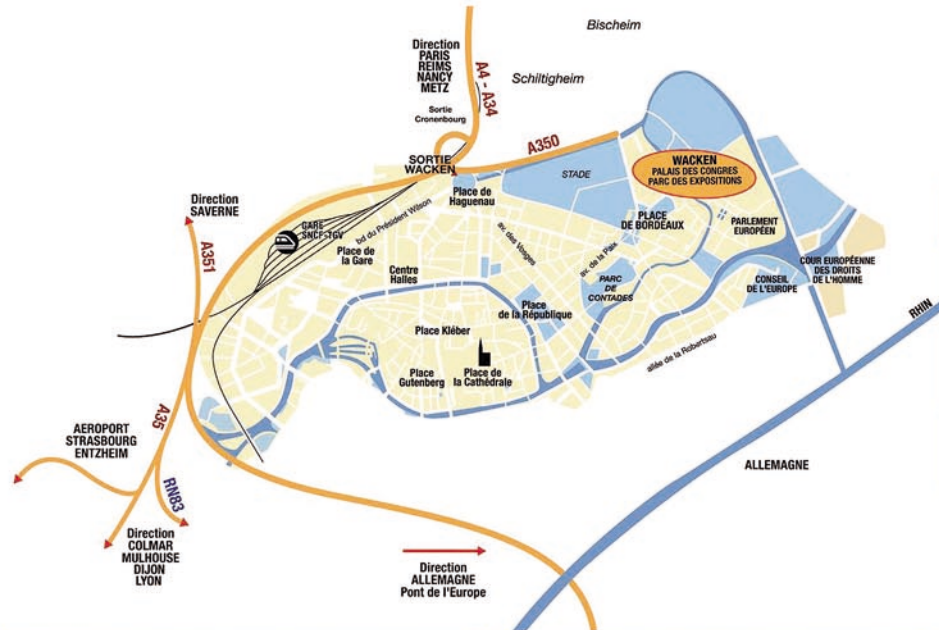 Bischeim
Direction
PARIS
REIMS
NANCY
METZ
A4 - A34
Schiltigheim
Sortie
Cronenbourg
A350
SORTIE
WACKEN
WACKEN
PALAIS DES CONGRES
PARC DES EXPOSITIONS
STADE
Place de
Haguenau
Direction
SAVERNE
A351
GARE
SNCF-TGV
bd du Président Wilson
Place de
la Gare
av. des Vosges
PLACE
DE BORDEAUX
PARLEMENT
EUROPÉEN
av. de la Paix
Centre
Halles
PARC
DE
CONTADES
CONSEIL
DE L'EUROPE
COUR EUROPÉENNE
DES DROITS
DE L'HOMME
Place
de la République
RHIN
Place Kléber
allée de la Robertsau
Place
Gutenberg
Place de
la Cathédrale
A35
AEROPORT
STRASBOURG
ENTZHEIM
RN83
ALLEMAGNE
Direction
COLMAR
MULHOUSE
DIJON
LYON
Direction
ALLEMAGNE
Pont de l'Europe